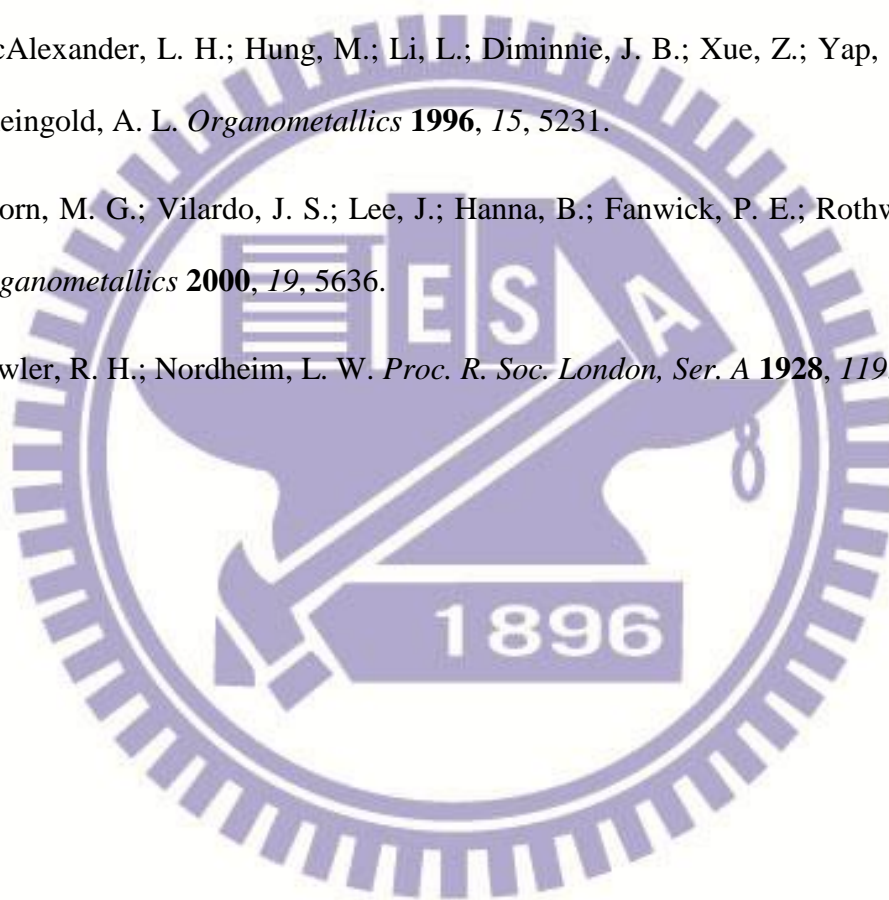 cAlexander, L. H.; Hung, M.; Li, L.; Diminnie, J. B.; Xue, Z.; Yap,
eingold, A. L. Organometallics 1996, 15, 5231.
orn, M. G.; Vilardo, J. S.; Lee, J.; Hanna, B.; Fanwick, P. E.; Rothw
ganometallics 2000, 19, 5636.
wler, R. H.; Nordheim, L. W. Proc. R. Soc. London, Ser. A 1928, 119
E S A
1896